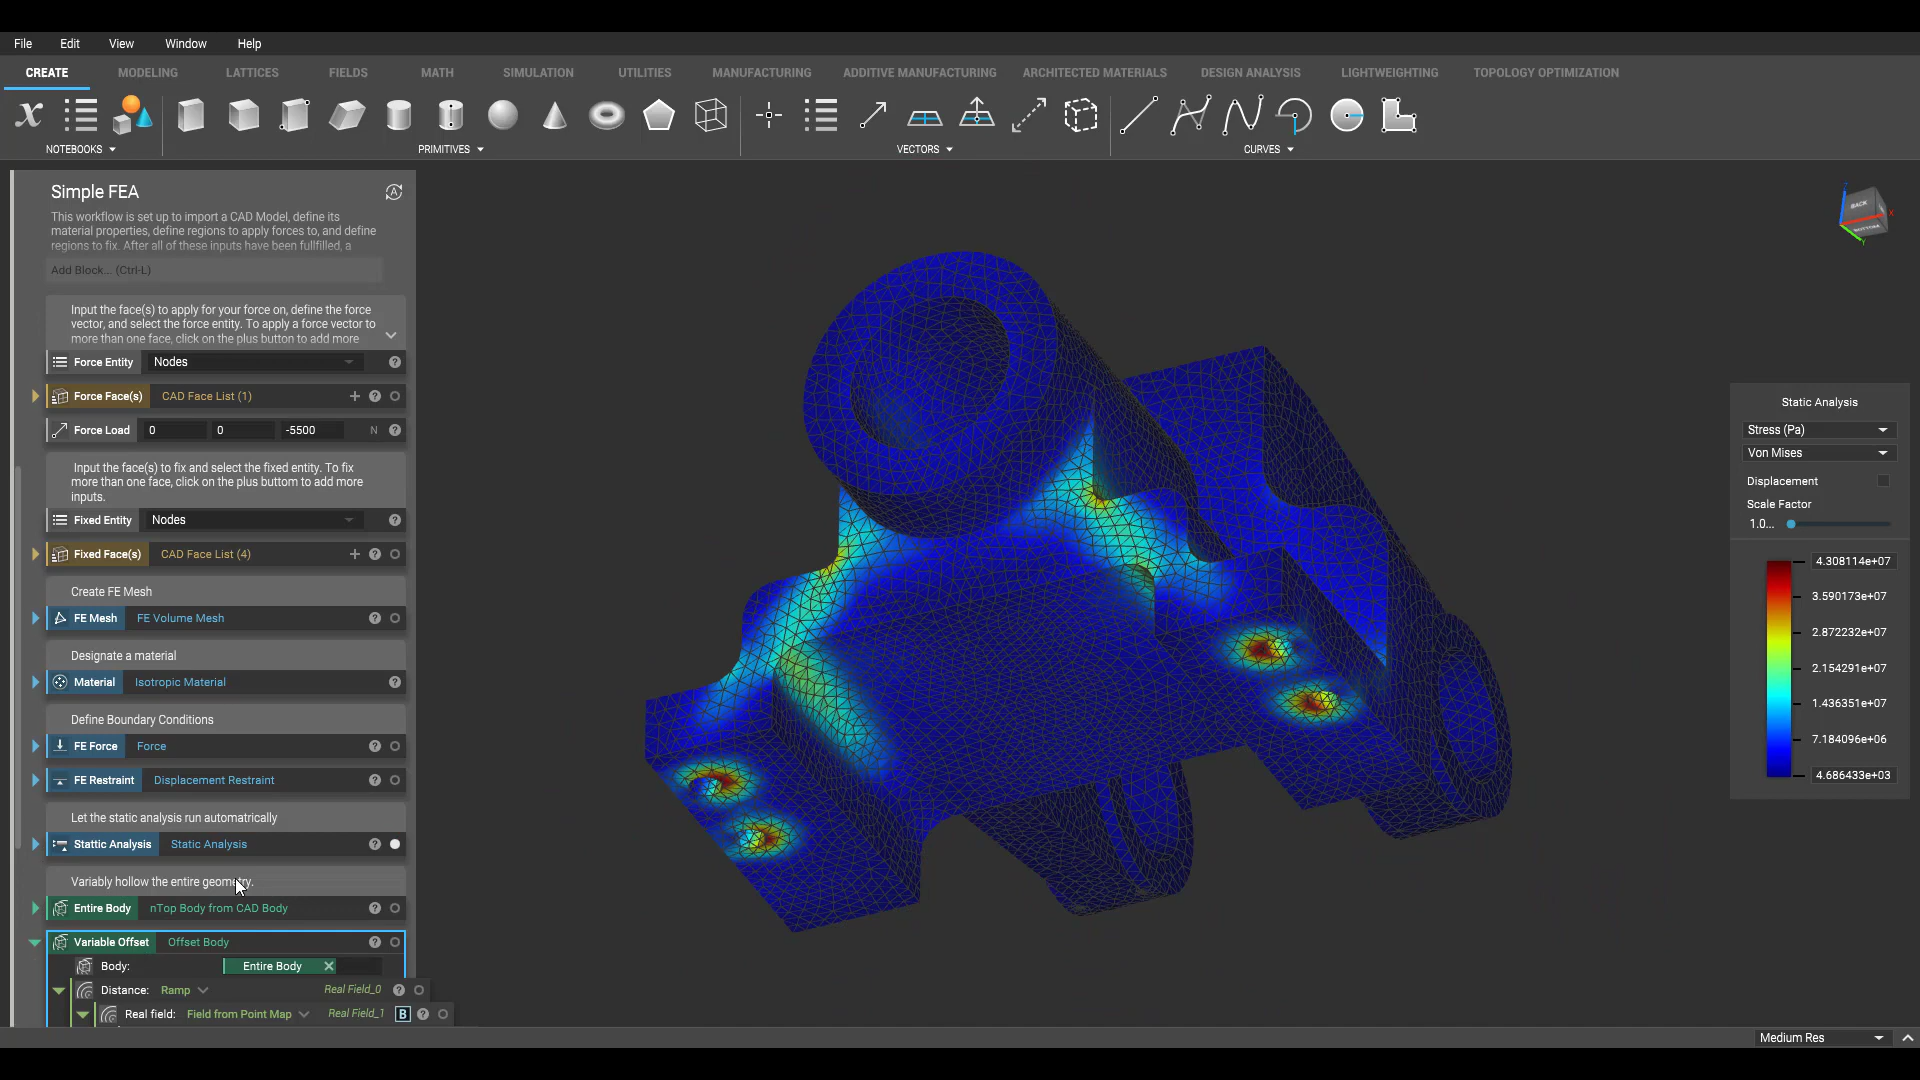 File Edit View Window Help
CREATE MODELING LATTICES FIELDS MATH SIMULATION UTILITIES MANUFACTURING ADDITIVE MANUFACTURING ARCHITECTED MATERIALS DESIGN ANALYSIS LIGHTWEIGHTING TOPOLOGY OPTIMIZATION
NOTEBOOKS PRIMITIVES VECTORS CURVES
Simple FEA
This workflow is set up to import a CAD Model, define its
material properties, define regions to apply forces to, and define
regions to fix. After all of these inputs have been fullfilled, a
Add Block... (Ctrl-L)
Input the face(s) to apply for your force on, define the force
vector, and select the force entity. To apply a force vector to
more than one face, click on the plus button to add more
Force Entity Nodes
Force Face(s) CAD Face List (1)
Force Load 0 0 -5500 N
Input the face(s) to fix and select the fixed entity. To fix
more than one face, click on the plus buttom to add more
inputs.
Fixed Entity Nodes
Fixed Face(s) CAD Face List (4)
Create FE Mesh
FE Mesh FE Volume Mesh
Designate a material
Material Isotropic Material
Define Boundary Conditions
FE Force Force
FE Restraint Displacement Restraint
Let the static analysis run automatrically
Stattic Analysis Static Analysis
Variably hollow the entire geometry.
Entire Body nTop Body from CAD Body
Variable Offset Offset Body
Body: Entire Body
Distance: Ramp Real Field_0
Real field: Field from Point Map Real Field_1 B
Z
BACK
X
BOTTOM
Y
Static Analysis
Stress (Pa)
Von Mises
Displacement
Scale Factor
1.0...
4.308114e+07
3.590173e+07
2.872232e+07
2.154291e+07
1.436351e+07
7.184096e+06
4.686433e+03
Medium Res